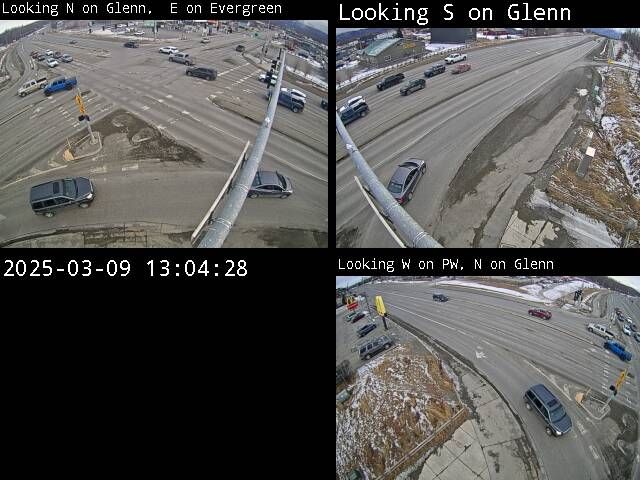 Looking N on Glenn,  E on Evergreen
Looking S on Glenn
2025-03-09 13:04:28
Looking W on PW, N on Glenn